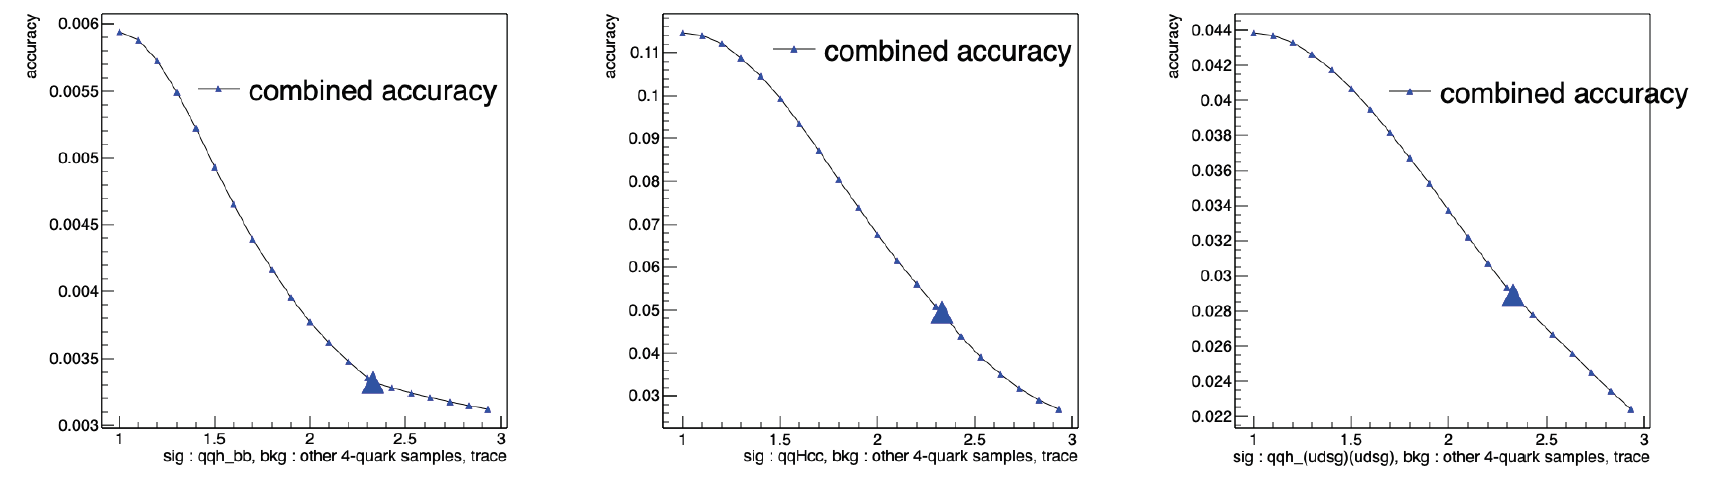 accuracy
0.006
0.0055
0.005
0.0045
0.004
0.0035
0.003
combined accuracy
1 1.5 2 2.5 3
sig : qqh_bb, bkg : other 4-quark samples, trace
accuracy
0.11
0.1
0.09
0.08
0.07
0.06
0.05
0.04
0.03
combined accuracy
1 1.5 2 2.5 3
sig : qqHcc, bkg : other 4-quark samples, trace
accuracy
0.044
0.042
0.04
0.038
0.036
0.034
0.032
0.03
0.028
0.026
0.024
0.022
combined accuracy
1 1.5 2 2.5 3
sig : qqh_(udsg)(udsg), bkg : other 4-quark samples, trace